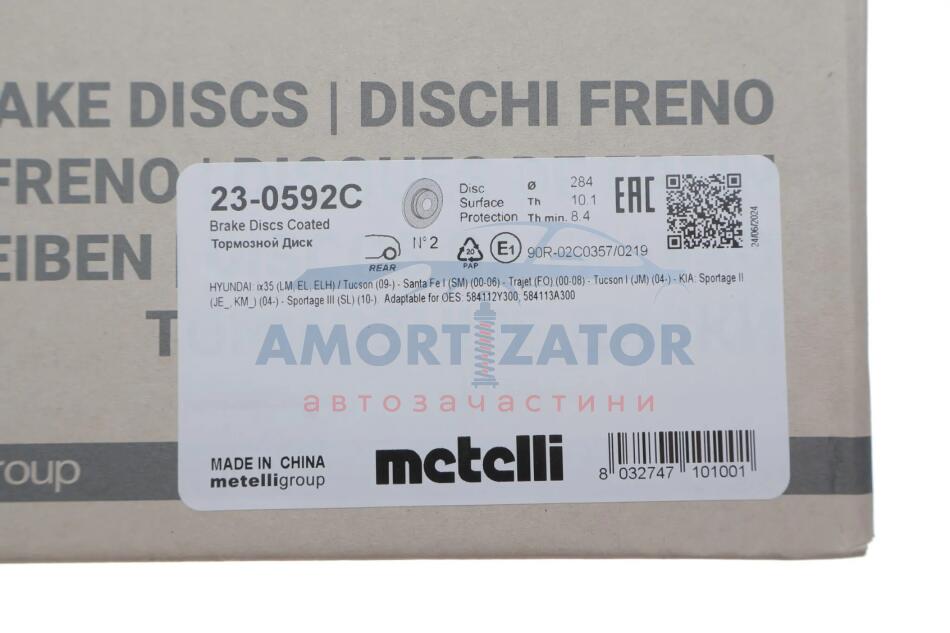 AKE DISCS | DISCHI FRENO
FRENO
EIBEN
23-0592C
Brake Discs Coated
Тормозной Диск
Disc Ø 284
Surface Th 10.1
Protection Th min. 8.4
EAC
24/06/2024
REAR
N° 2
20
PAP
E1
90R-02C0357/0219
HYUNDAI: ix35 (LM, EL, ELH) / Tucson (09-) - Santa Fe I (SM) (00-06) - Trajet (FO) (00-08) - Tucson I (JM) (04-) - KIA: Sportage II
(JE_, KM_) (04-) - Sportage III (SL) (10-). Adaptable for OES: 584112Y300, 584113A300
AMORTIZATOR
автозачастини
MADE IN CHINA
metelligroup
metelli
8 032747 101001
group